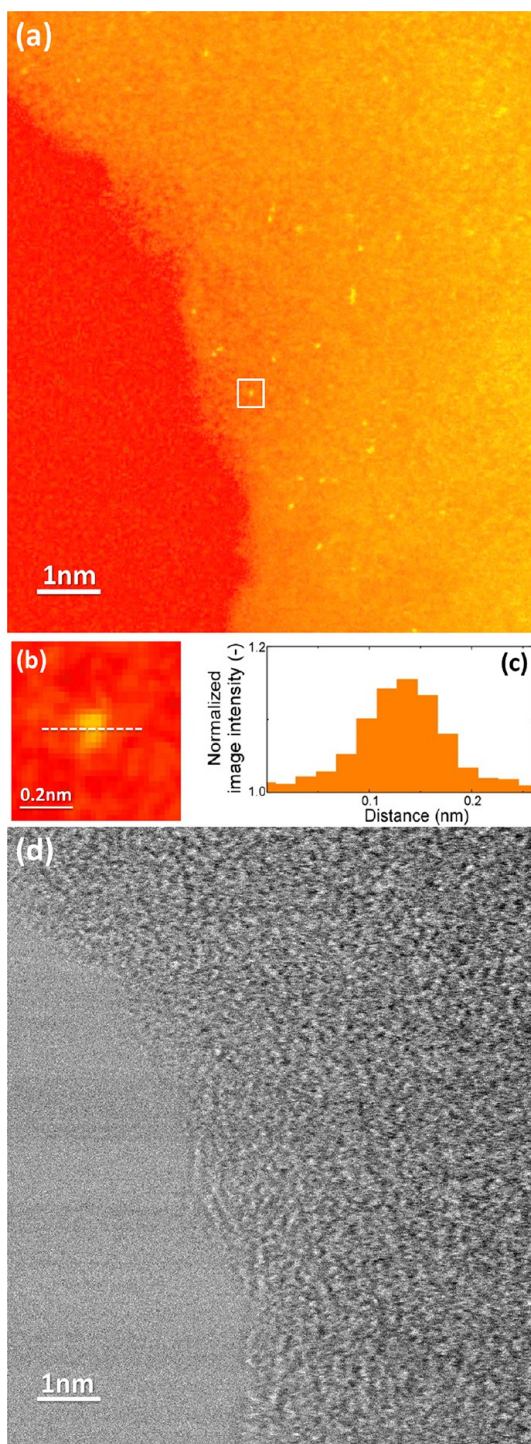 (a)
1nm
(b)
0.2nm
(c)
Normalized
image intensity (-)
1.2
1.0
0.1
0.2
Distance (nm)
(d)
1nm